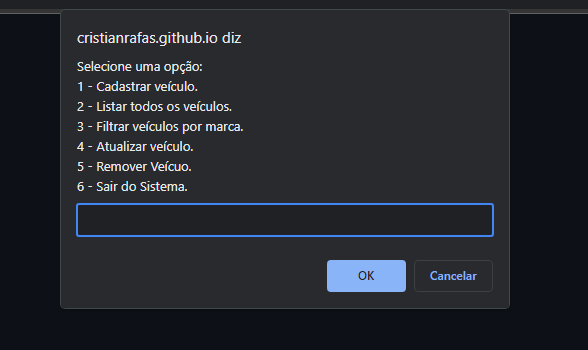 cristianrafas.github.io diz
Selecione uma opção:
1 - Cadastrar veículo.
2 - Listar todos os veículos.
3 - Filtrar veículos por marca.
4 - Atualizar veículo.
5 - Remover Veícuo.
6 - Sair do Sistema.
OK
Cancelar